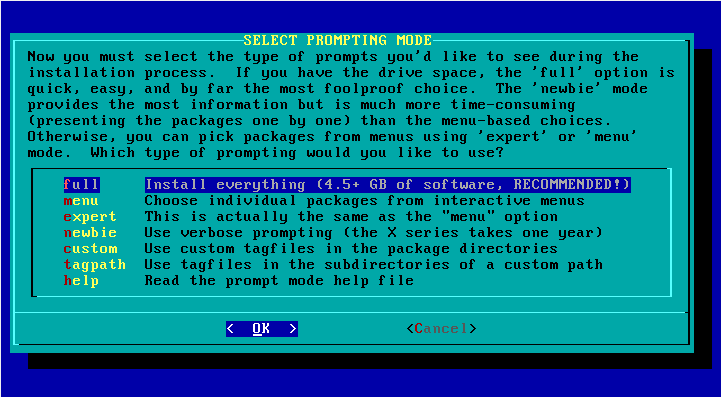 SELECT PROMPTING MODE
Now you must select the type of prompts you'd like to see during the
installation process.  If you have the drive space, the 'full' option is
quick, easy, and by far the most foolproof choice.  The 'newbie' mode
provides the most information but is much more time-consuming
(presenting the packages one by one) than the menu-based choices.
Otherwise, you can pick packages from menus using 'expert' or 'menu'
mode.  Which type of prompting would you like to use?
full     Install everything (4.5+ GB of software, RECOMMENDED!)
menu     Choose individual packages from interactive menus
expert   This is actually the same as the "menu" option
newbie   Use verbose prompting (the X series takes one year)
custom   Use custom tagfiles in the package directories
tagpath  Use tagfiles in the subdirectories of a custom path
help     Read the prompt mode help file
<  OK  >             <Cancel>